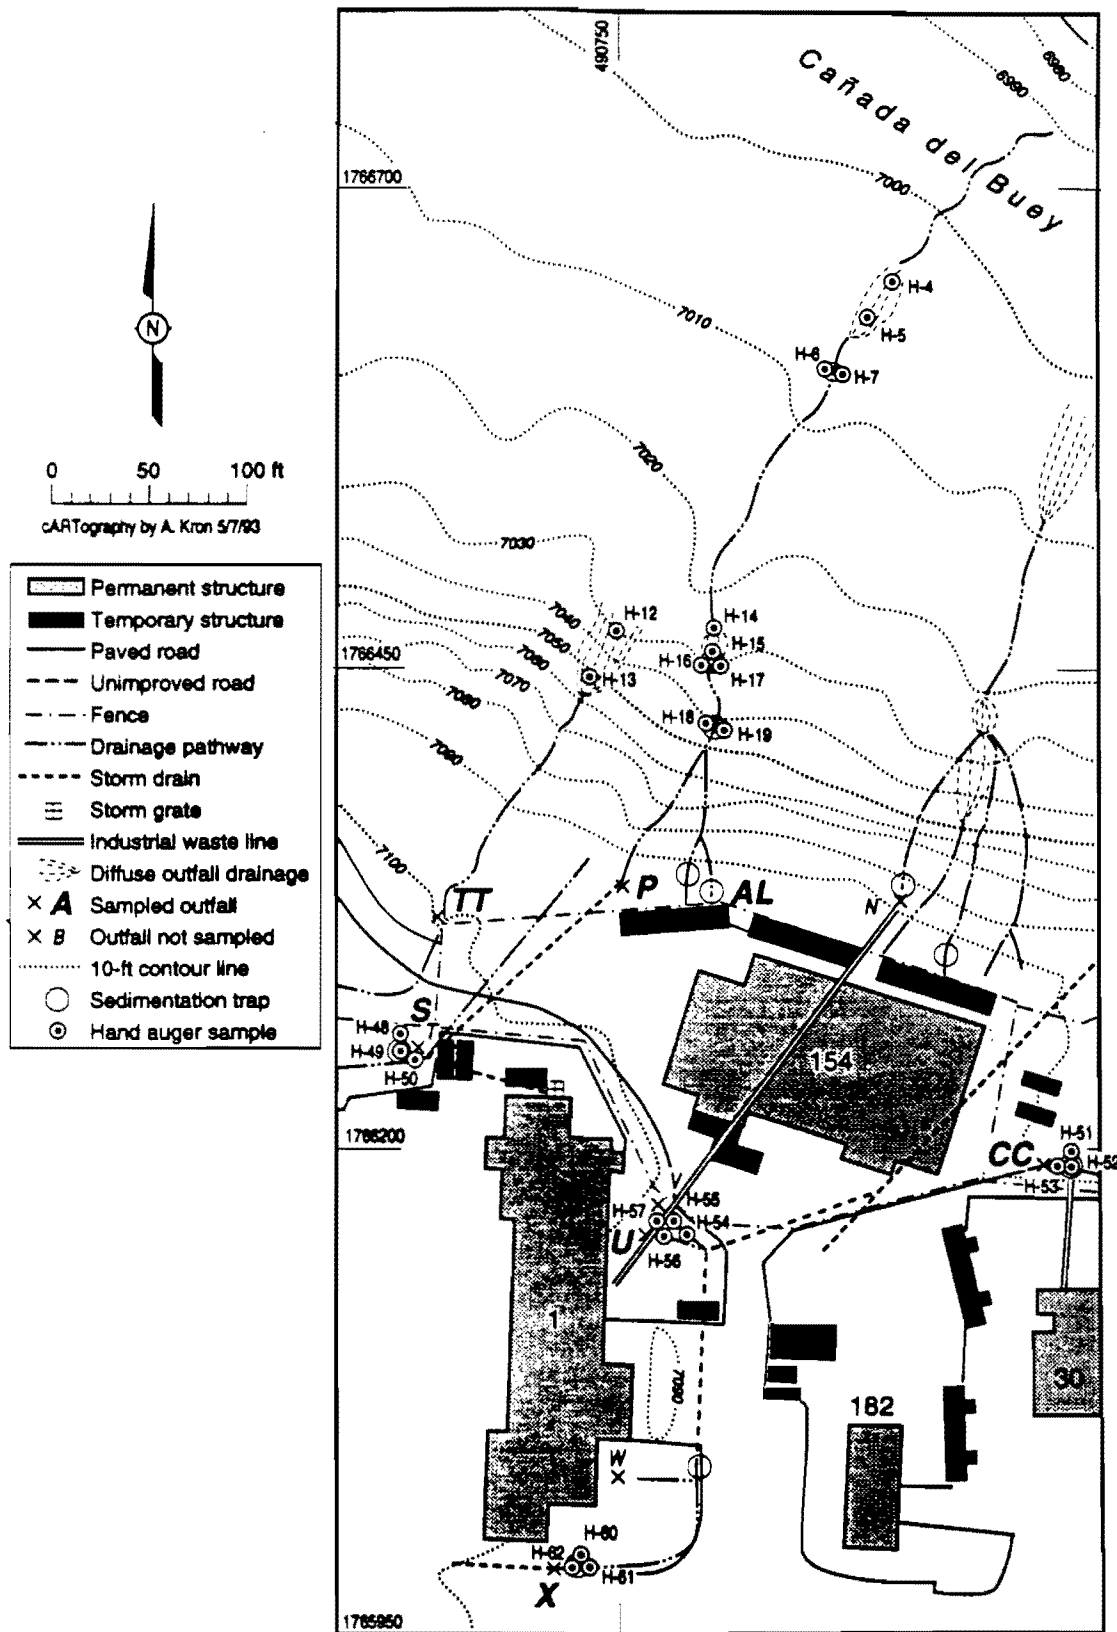 490750
Cañada del Buey
6980
6990
7000
1766700
H-4
H-5
7010
H-6
H-7
N
0 50 100 ft
cARTography by A. Kron 5/7/93
7020
7030
Permanent structure
Temporary structure
Paved road
Unimproved road
Fence
Drainage pathway
Storm drain
Storm grate
Industrial waste line
Diffuse outfall drainage
A Sampled outfall
B Outfall not sampled
10-ft contour line
Sedimentation trap
Hand auger sample
7040
H-12
H-14
7050
H-15
1766450
7060
H-16
H-17
H-13
7070
7080
H-18
H-19
7090
7100
TT
P
AL
N
S
H-48
H-49
H-50
154
1766200
H-51
CC
H-52
H-53
V
H-55
H-57
H-54
U
H-56
1
7090
30
182
W
H-60
H-62
H-61
X
1765950